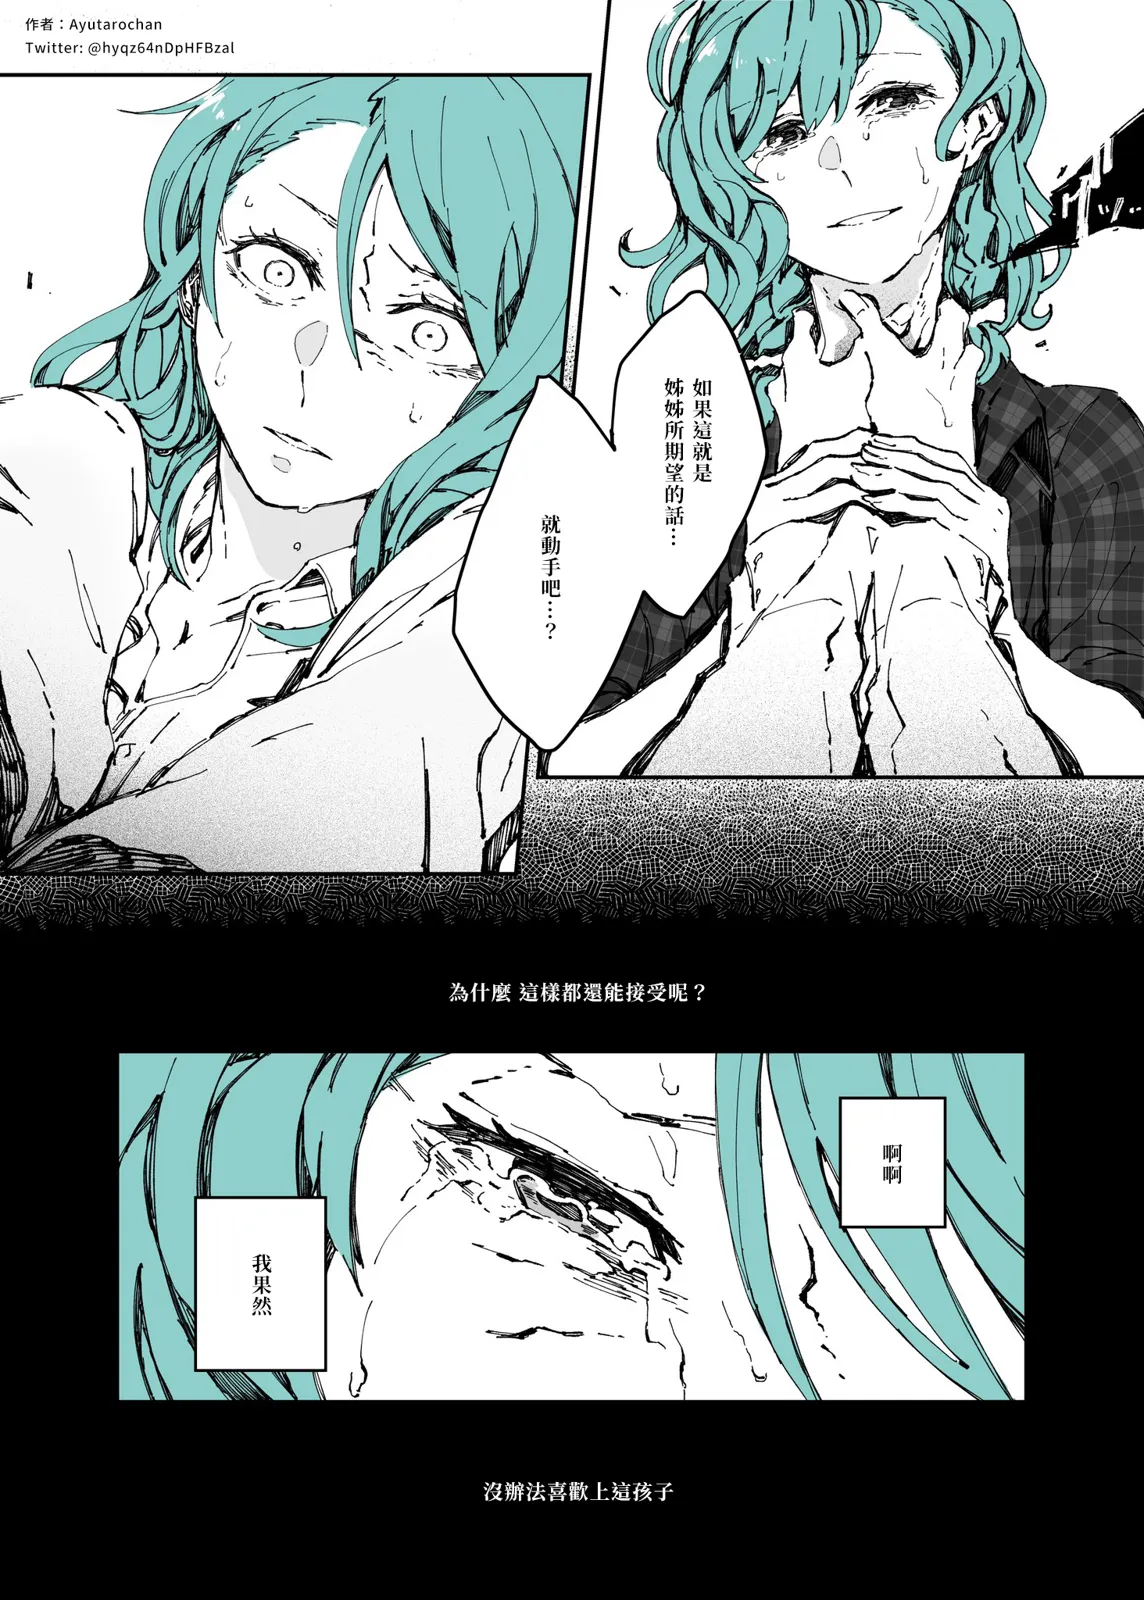 作者：Ayutarochan
Twitter: @hyqz64nDpHFBzal
グッ…
如果這就是
姊姊所期望的話…
就動手吧…？
為什麼 這樣都還能接受呢？
啊啊
我果然
沒辦法喜歡上這孩子